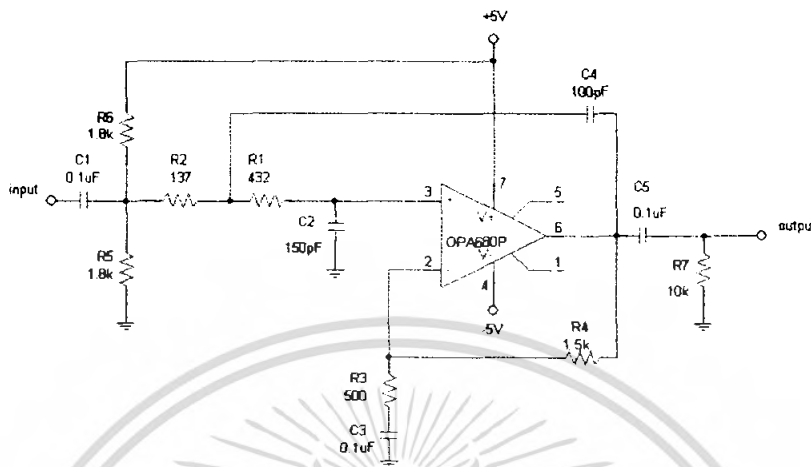 +5V
C4
100pF
R6
1.8k
C1
0.1uF
R2
137
R1
432
input
3
+
7
5
C2
150pF
V+
OPA680P
V-
6
C5
0.1uF
output
R5
1.8k
2
-
4
1
R7
10k
-5V
R4
1.5k
R3
500
C3
0.1uF